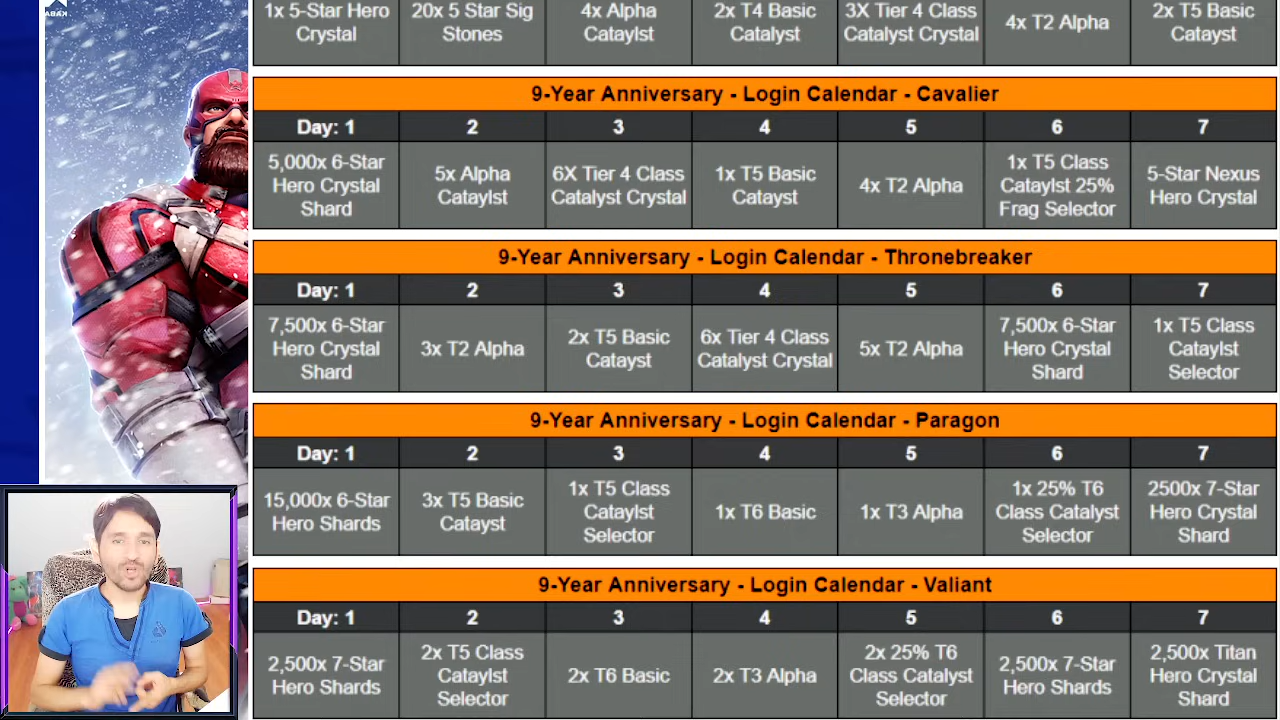 KABAM
1x 5-Star Hero Crystal
20x 5 Star Sig Stones
4x Alpha Cataylst
2x T4 Basic Catalyst
3X Tier 4 Class Catalyst Crystal
4x T2 Alpha
2x T5 Basic Catayst
9-Year Anniversary - Login Calendar - Cavalier
Day: 1 2 3 4 5 6 7
5,000x 6-Star Hero Crystal Shard
5x Alpha Cataylst
6X Tier 4 Class Catalyst Crystal
1x T5 Basic Catayst
4x T2 Alpha
1x T5 Class Cataylst 25% Frag Selector
5-Star Nexus Hero Crystal
9-Year Anniversary - Login Calendar - Thronebreaker
Day: 1 2 3 4 5 6 7
7,500x 6-Star Hero Crystal Shard
3x T2 Alpha
2x T5 Basic Catayst
6x Tier 4 Class Catalyst Crystal
5x T2 Alpha
7,500x 6-Star Hero Crystal Shard
1x T5 Class Cataylst Selector
9-Year Anniversary - Login Calendar - Paragon
Day: 1 2 3 4 5 6 7
15,000x 6-Star Hero Shards
3x T5 Basic Catayst
1x T5 Class Cataylst Selector
1x T6 Basic
1x T3 Alpha
1x 25% T6 Class Catalyst Selector
2500x 7-Star Hero Crystal Shard
9-Year Anniversary - Login Calendar - Valiant
Day: 1 2 3 4 5 6 7
2,500x 7-Star Hero Shards
2x T5 Class Cataylst Selector
2x T6 Basic
2x T3 Alpha
2x 25% T6 Class Catalyst Selector
2,500x 7-Star Hero Shards
2,500x Titan Hero Crystal Shard